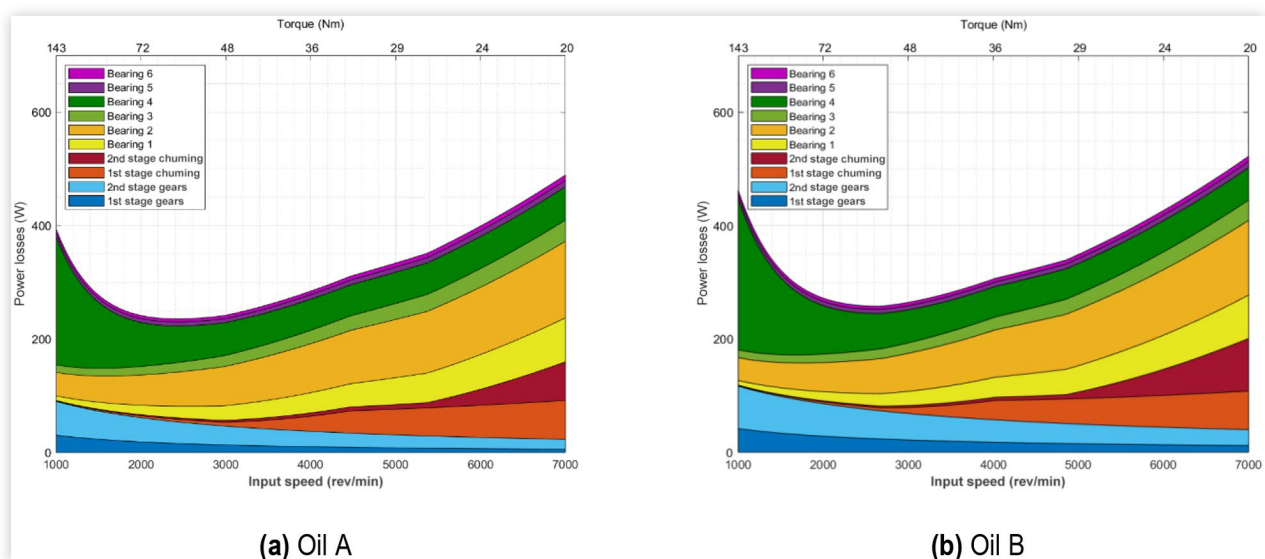 Torque (Nm)
143 72 48 36 29 24 20
Bearing 6
Bearing 5
Bearing 4
Bearing 3
Bearing 2
Bearing 1
2nd stage chuming
1st stage chuming
2nd stage gears
1st stage gears
600
400
200
0
Power losses (W)
1000 2000 3000 4000 5000 6000 7000
Input speed (rev/min)
(a) Oil A
Torque (Nm)
143 72 48 36 29 24 20
Bearing 6
Bearing 5
Bearing 4
Bearing 3
Bearing 2
Bearing 1
2nd stage chuming
1st stage chuming
2nd stage gears
1st stage gears
600
400
200
0
Power losses (W)
1000 2000 3000 4000 5000 6000 7000
Input speed (rev/min)
(b) Oil B